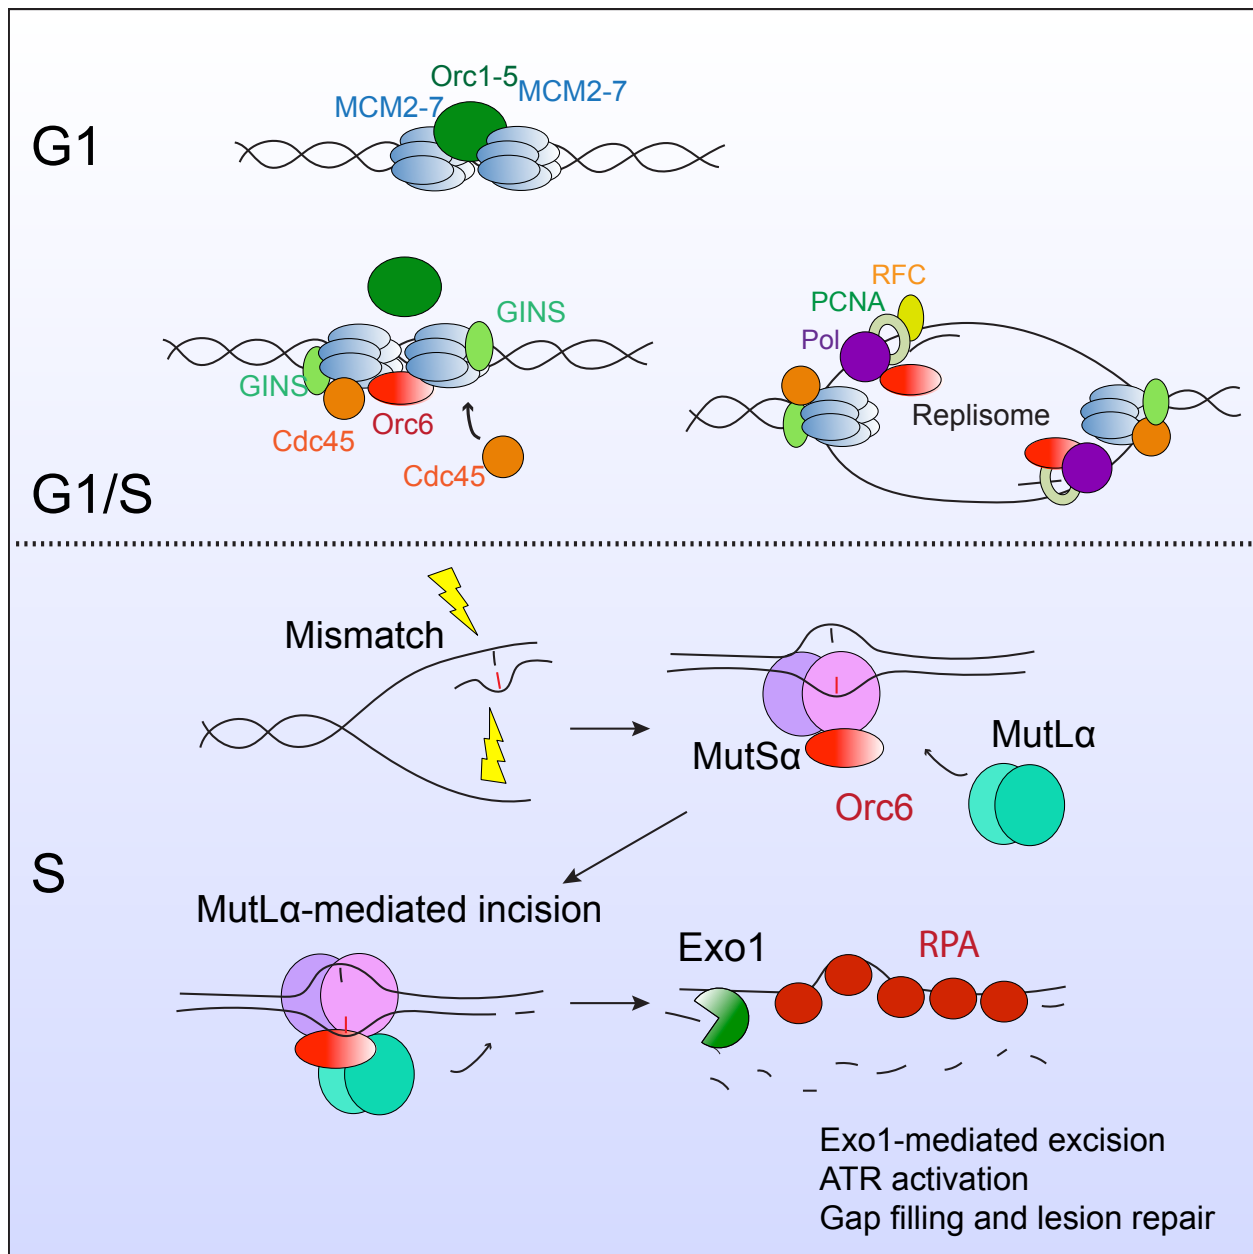 G1
Orc1-5
MCM2-7
MCM2-7
G1/S
GINS
GINS
Cdc45
Orc6
Cdc45
RFC
PCNA
Pol
Replisome
S
Mismatch
MutSα
Orc6
MutLα
MutLα-mediated incision
Exo1
RPA
Exo1-mediated excision
ATR activation
Gap filling and lesion repair